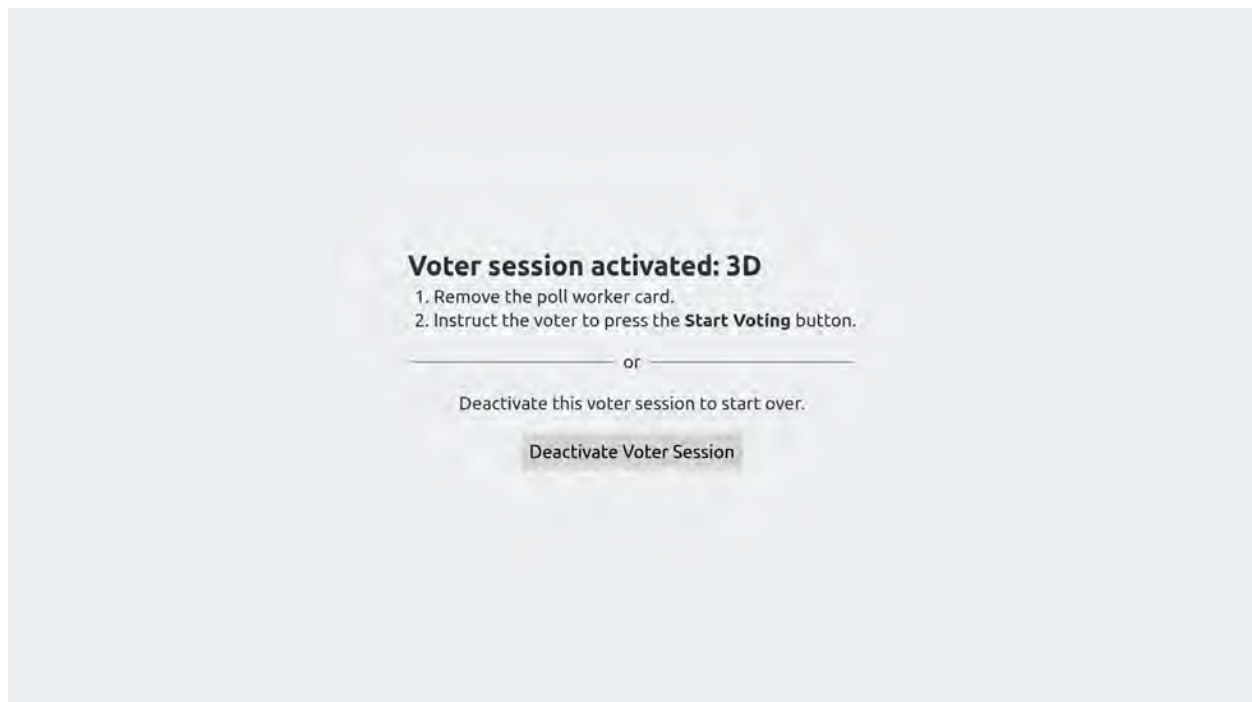 Voter session activated: 3D
1. Remove the poll worker card.
2. Instruct the voter to press the Start Voting button.
or
Deactivate this voter session to start over.
Deactivate Voter Session